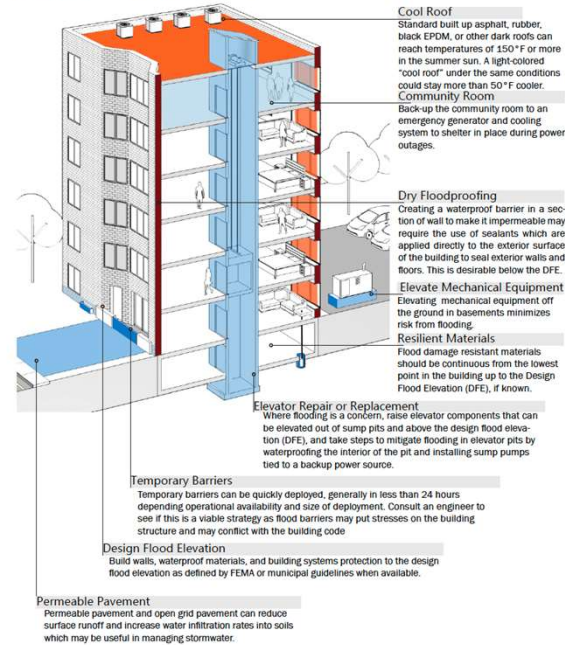 Cool Roof
Standard built up asphalt, rubber,
black EPDM, or other dark roofs can
reach temperatures of 150°F or more
in the summer sun. A light-colored
"cool roof" under the same conditions
could stay more than 50°F cooler.
Community Room
Back-up the community room to an
emergency generator and cooling
system to shelter in place during power
outages.
Dry Floodproofing
Creating a waterproof barrier in a sec-
tion of wall to make it impermeable may
require the use of sealants which are
applied directly to the exterior surface
of the building to seal exterior walls and
floors. This is desirable below the DFE.
Elevate Mechanical Equipment
Elevating mechanical equipment off
the ground in basements minimizes
risk from flooding.
Resilient Materials
Flood damage resistant materials
should be continuous from the lowest
point in the building up to the Design
Flood Elevation (DFE), if known.
Elevator Repair or Replacement
Where flooding is a concern, raise elevator components that can
be elevated out of sump pits and above the design flood eleva-
tion (DFE), and take steps to mitigate flooding in elevator pits by
waterproofing the interior of the pit and installing sump pumps
tied to a backup power source.
Temporary Barriers
Temporary barriers can be quickly deployed, generally in less than 24 hours
depending operational availability and size of deployment. Consult an engineer to
see if this is a viable strategy as flood barriers may put stresses on the building
structure and may conflict with the building code
Design Flood Elevation
Build walls, waterproof materials, and building systems protection to the design
flood elevation as defined by FEMA or municipal guidelines when available.
Permeable Pavement
Permeable pavement and open grid pavement can reduce
surface runoff and increase water infiltration rates into soils
which may be useful in managing stormwater.